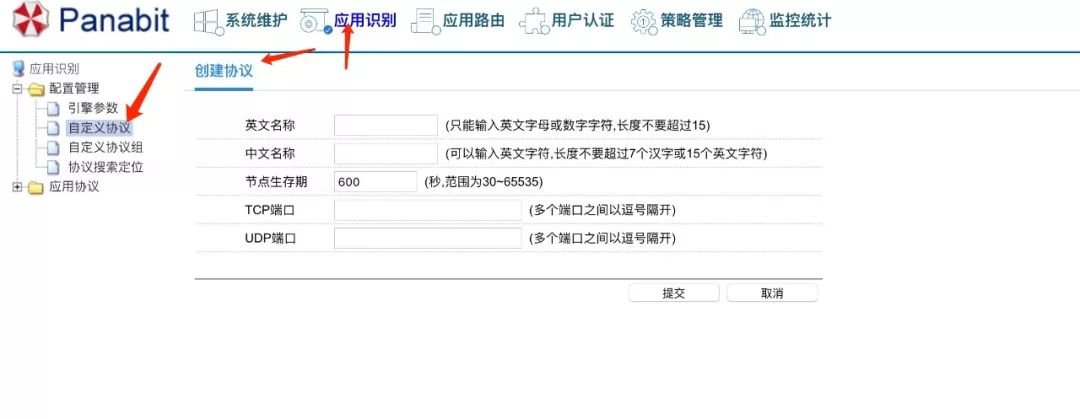 Panabit 系统维护 应用识别 应用路由 用户认证 策略管理 监控统计
应用识别
配置管理
引擎参数
自定义协议
自定义协议组
协议搜索定位
应用协议
创建协议
英文名称 (只能输入英文字母或数字字符,长度不要超过15)
中文名称 (可以输入英文字符,长度不要超过7个汉字或15个英文字符)
节点生存期 600 (秒,范围为30~65535)
TCP端口 (多个端口之间以逗号隔开)
UDP端口 (多个端口之间以逗号隔开)
提交 取消